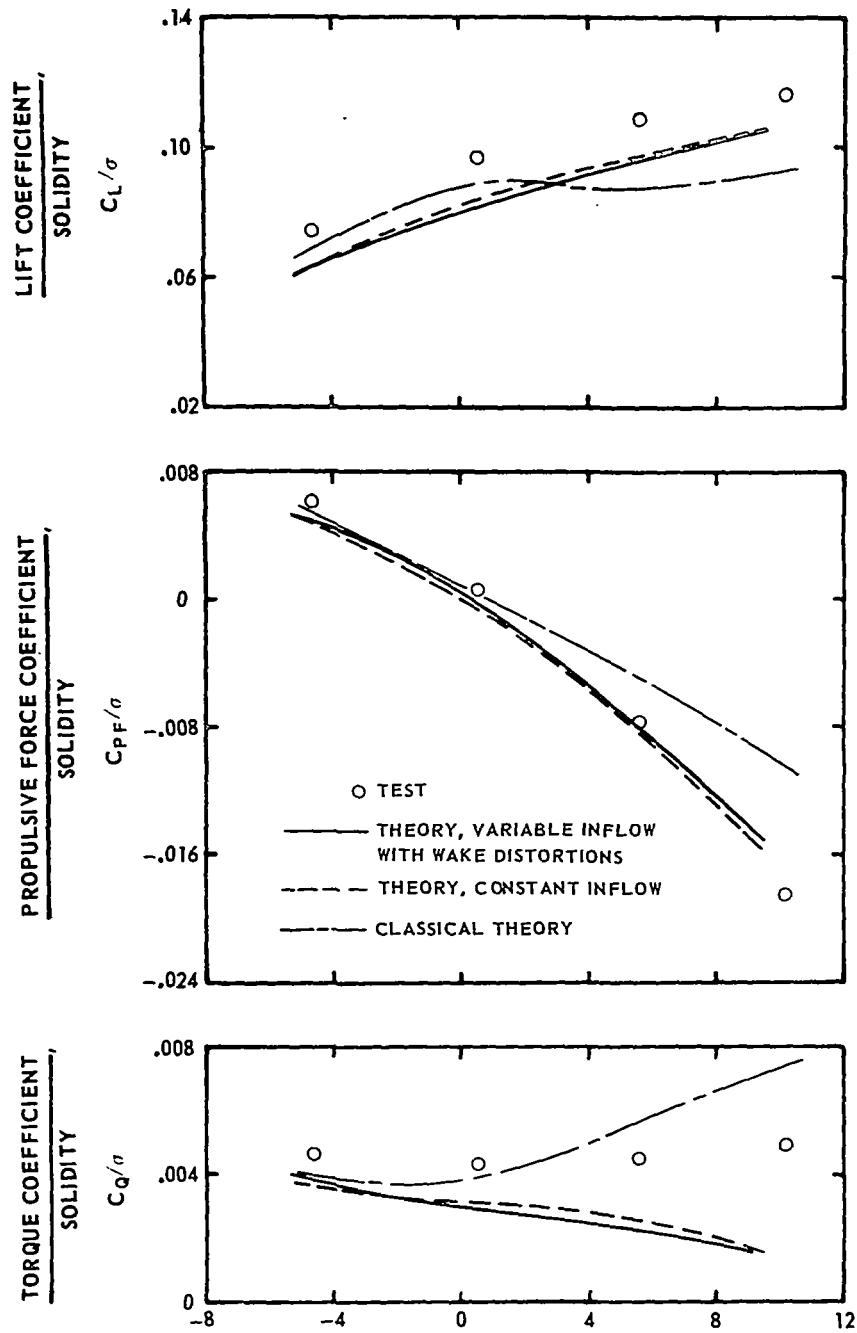 .14
.10
.06
.02
LIFT COEFFICIENT,
SOLIDITY
C_L/σ
.008
0
-.008
-.016
-.024
PROPULSIVE FORCE COEFFICIENT,
SOLIDITY
C_PF/σ
TEST
THEORY, VARIABLE INFLOW
WITH WAKE DISTORTIONS
THEORY, CONSTANT INFLOW
CLASSICAL THEORY
.008
.004
0
TORQUE COEFFICIENT,
SOLIDITY
C_Q/σ
-8 -4 0 4 8 12